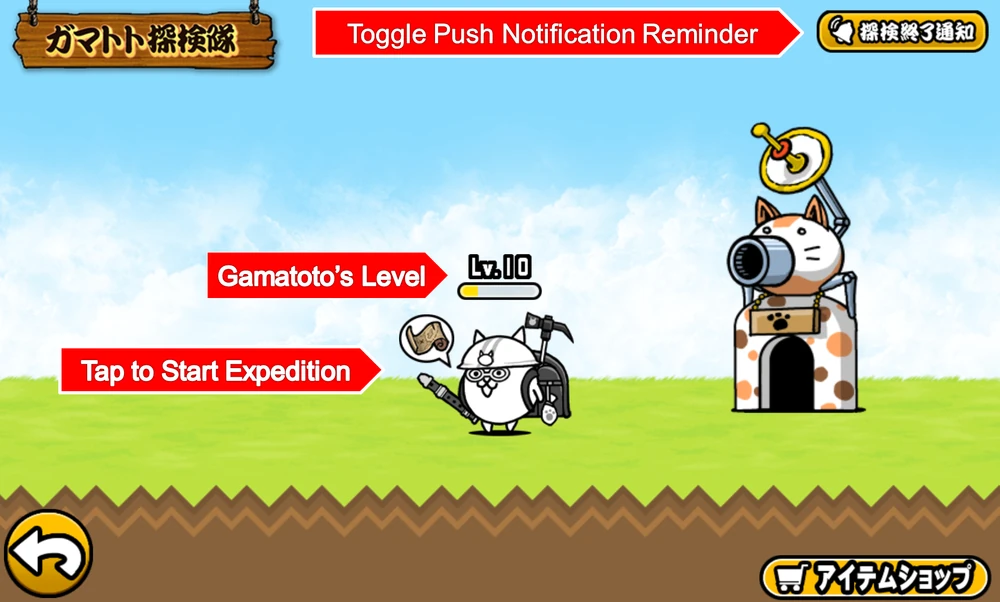 ガマトト探検隊
Toggle Push Notification Reminder
探検終了通知
Gamatoto's Level
Lv.10
Tap to Start Expedition
アイテムショップ